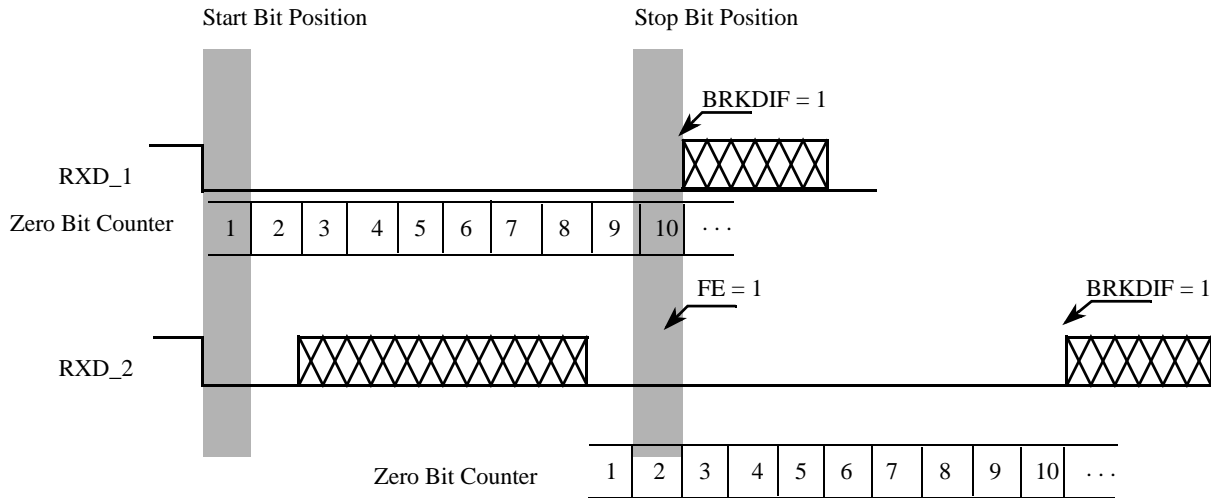 Start Bit Position Stop Bit Position
BRKDIF = 1
RXD_1
Zero Bit Counter 1 2 3 4 5 6 7 8 9 10 . . .
FE = 1 BRKDIF = 1
RXD_2
Zero Bit Counter 1 2 3 4 5 6 7 8 9 10 . . .